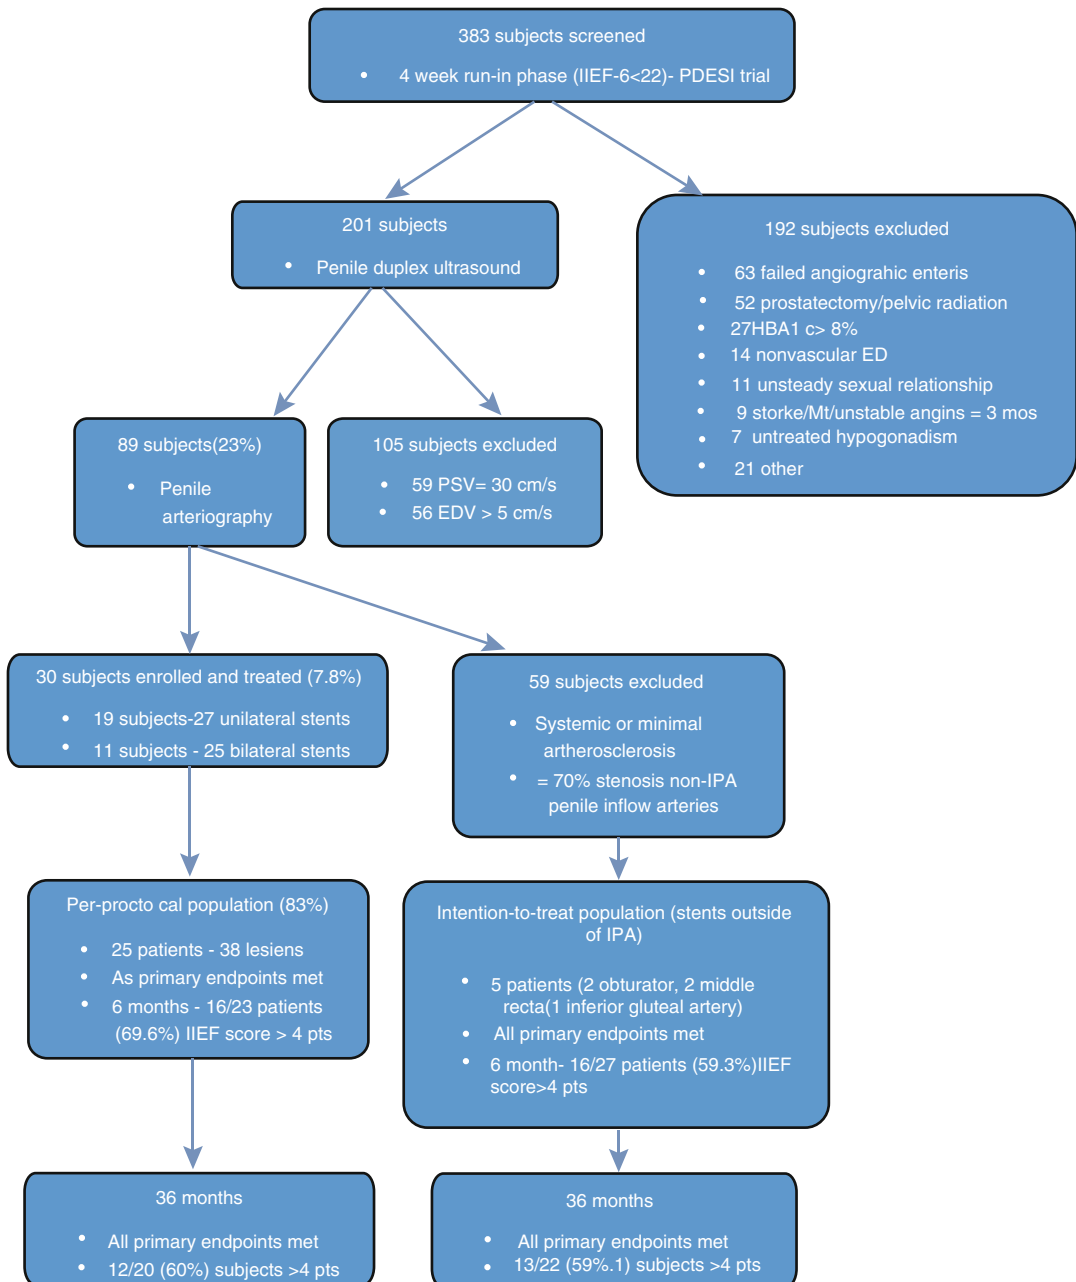 383 subjects screened
• 4 week run-in phase (IIEF-6<22)- PDESI trial
201 subjects
• Penile duplex ultrasound
192 subjects excluded
• 63 failed angiograhic enteris
• 52 prostatectomy/pelvic radiation
• 27HBA1 c> 8%
• 14 nonvascular ED
• 11 unsteady sexual relationship
• 9 storke/Mt/unstable angins = 3 mos
• 7 untreated hypogonadism
• 21 other
89 subjects(23%)
• Penile
arteriography
105 subjects excluded
• 59 PSV= 30 cm/s
• 56 EDV > 5 cm/s
30 subjects enrolled and treated (7.8%)
• 19 subjects-27 unilateral stents
• 11 subjects - 25 bilateral stents
59 subjects excluded
• Systemic or minimal
artherosclerosis
• = 70% stenosis non-IPA
penile inflow arteries
Per-procto cal population (83%)
• 25 patients - 38 lesiens
• As primary endpoints met
• 6 months - 16/23 patients
(69.6%) IIEF score > 4 pts
Intention-to-treat population (stents outside
of IPA)
• 5 patients (2 obturator, 2 middle
recta(1 inferior gluteal artery)
• All primary endpoints met
• 6 month- 16/27 patients (59.3%)IIEF
score>4 pts
36 months
• All primary endpoints met
• 12/20 (60%) subjects >4 pts
36 months
• All primary endpoints met
• 13/22 (59%.1) subjects >4 pts